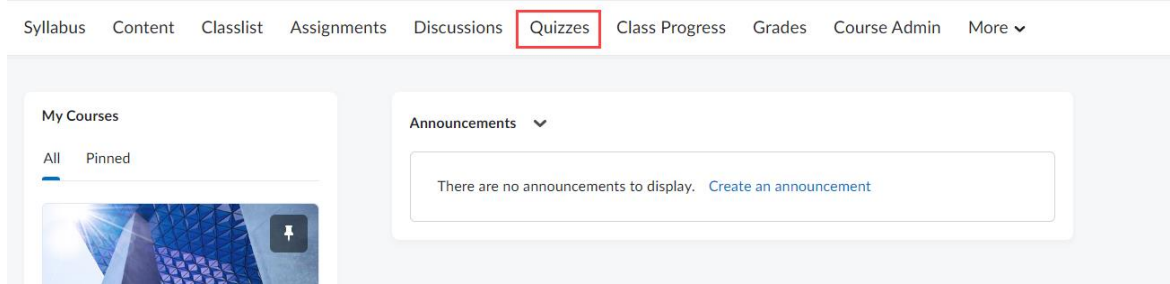 Syllabus Content Classlist Assignments Discussions Quizzes Class Progress Grades Course Admin More
My Courses
All Pinned
Announcements
There are no announcements to display. Create an announcement